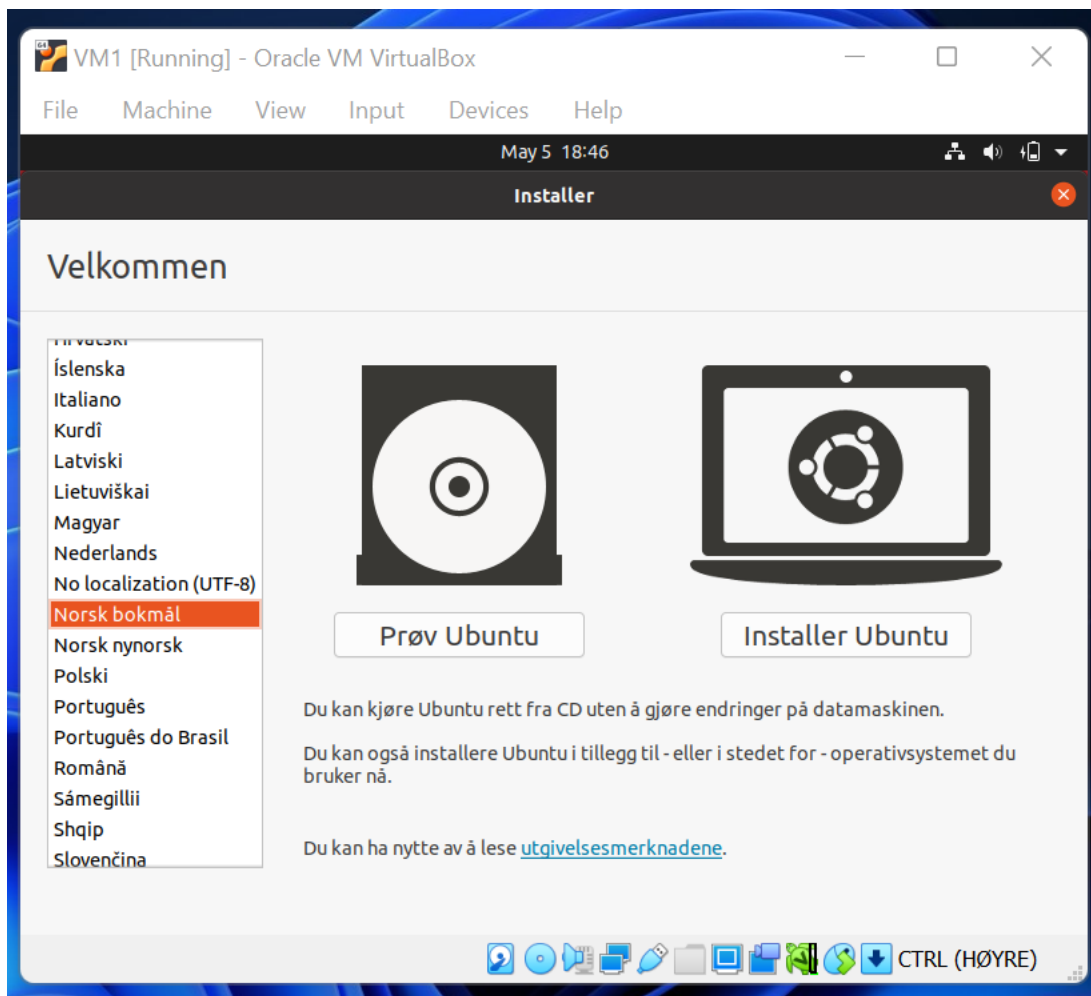 VM1 [Running] - Oracle VM VirtualBox
File Machine View Input Devices Help
May 5 18:46
Installer
Velkommen
Hrvatski
Íslenska
Italiano
Kurdî
Latviski
Lietuviškai
Magyar
Nederlands
No localization (UTF-8)
Norsk bokmål
Norsk nynorsk
Polski
Português
Português do Brasil
Română
Sámegillii
Shqip
Slovenčina
Prøv Ubuntu
Installer Ubuntu
Du kan kjøre Ubuntu rett fra CD uten å gjøre endringer på datamaskinen.
Du kan også installere Ubuntu i tillegg til - eller i stedet for - operativsystemet du
bruker nå.
Du kan ha nytte av å lese utgivelsesmerknadene.
CTRL (HØYRE)